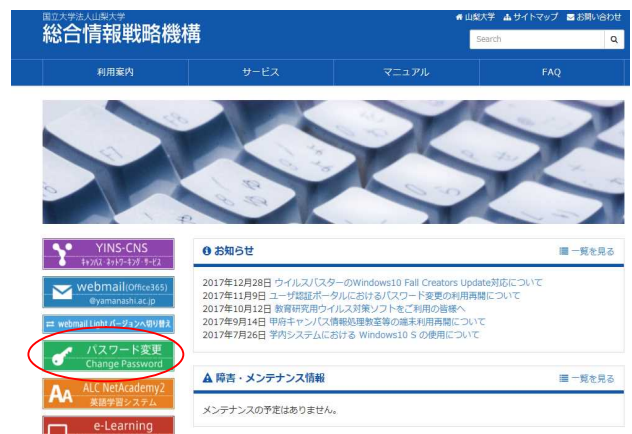 国立大学法人山梨大学
総合情報戦略機構
山梨大学 サイトマップ お問い合わせ
Search
利用案内 サービス マニュアル FAQ
YINS-CNS
キャンパス・ネットワーキング・サービス
webmail(Office365)
@yamanashi.ac.jp
webmail Lightバージョンへ切り替え
パスワード変更
Change Password
ALC NetAcademy2
英語学習システム
e-Learning
お知らせ 一覧を見る
2017年12月28日 ウイルスバスターのWindows10 Fall Creators Update対応について
2017年11月9日 ユーザ認証ポータルにおけるパスワード変更の利用再開について
2017年10月12日 教育研究用ウイルス対策ソフトをご利用の皆様へ
2017年9月14日 甲府キャンパス情報処理教室等の端末利用再開について
2017年7月26日 学内システムにおける Windows10 S の使用について
障害・メンテナンス情報 一覧を見る
メンテナンスの予定はありません。